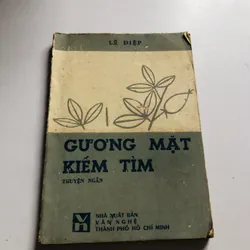 LÊ ĐIỆP
GƯƠNG MẶT
KIẾM TÌM
TRUYỆN NGẮN
NHÀ XUẤT BẢN
VĂN NGHỆ
THÀNH PHỐ HỒ CHÍ MINH